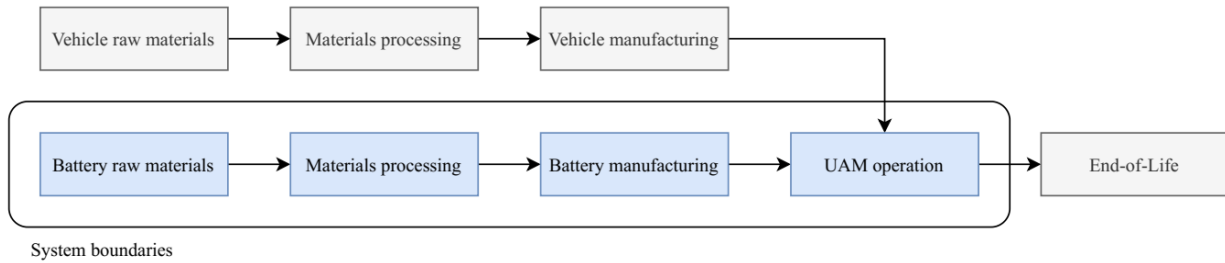 Vehicle raw materials
Materials processing
Vehicle manufacturing
Battery raw materials
Materials processing
Battery manufacturing
UAM operation
End-of-Life
System boundaries